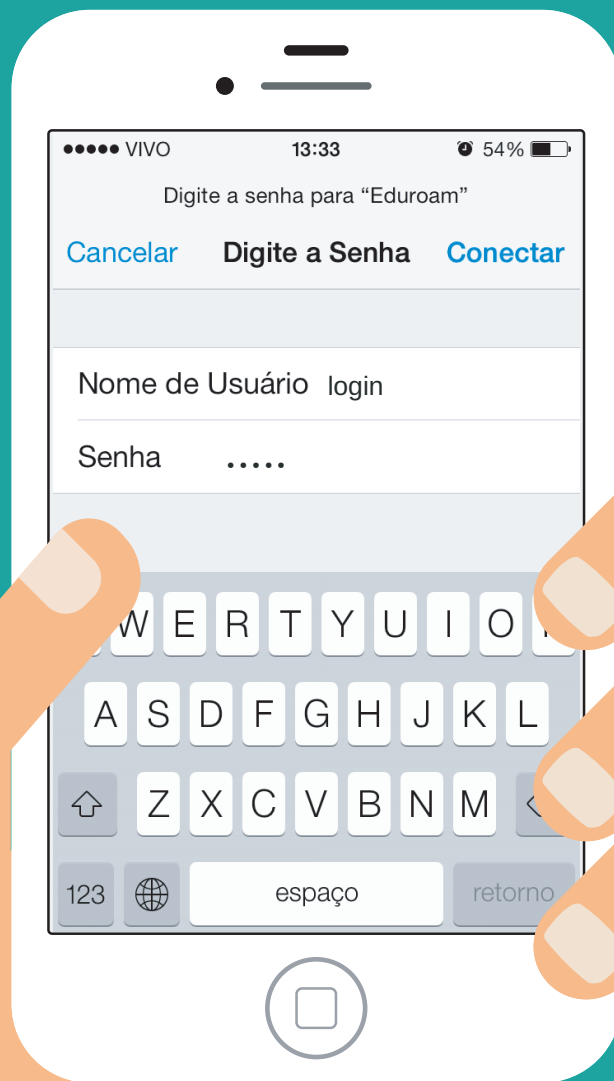 VIVO 13:33 54%
Digite a senha para “Eduroam”
Cancelar Digite a Senha Conectar
Nome de Usuário login
Senha .....
W E R T Y U I O
A S D F G H J K L
Z X C V B N M
123 espaço retorno